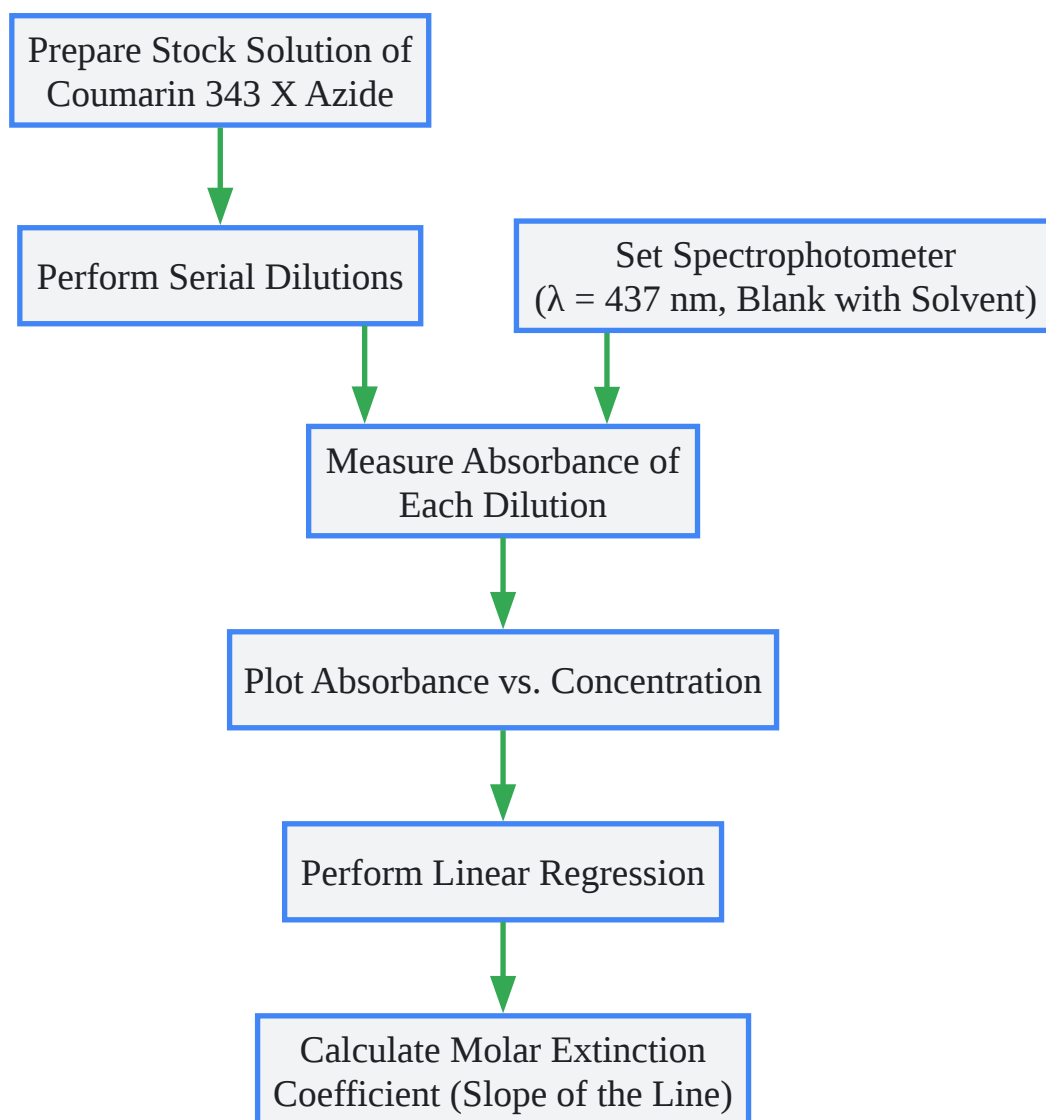 Prepare Stock Solution of
Coumarin 343 X Azide
Perform Serial Dilutions
Set Spectrophotometer
(λ = 437 nm, Blank with Solvent)
Measure Absorbance of
Each Dilution
Plot Absorbance vs. Concentration
Perform Linear Regression
Calculate Molar Extinction
Coefficient (Slope of the Line)